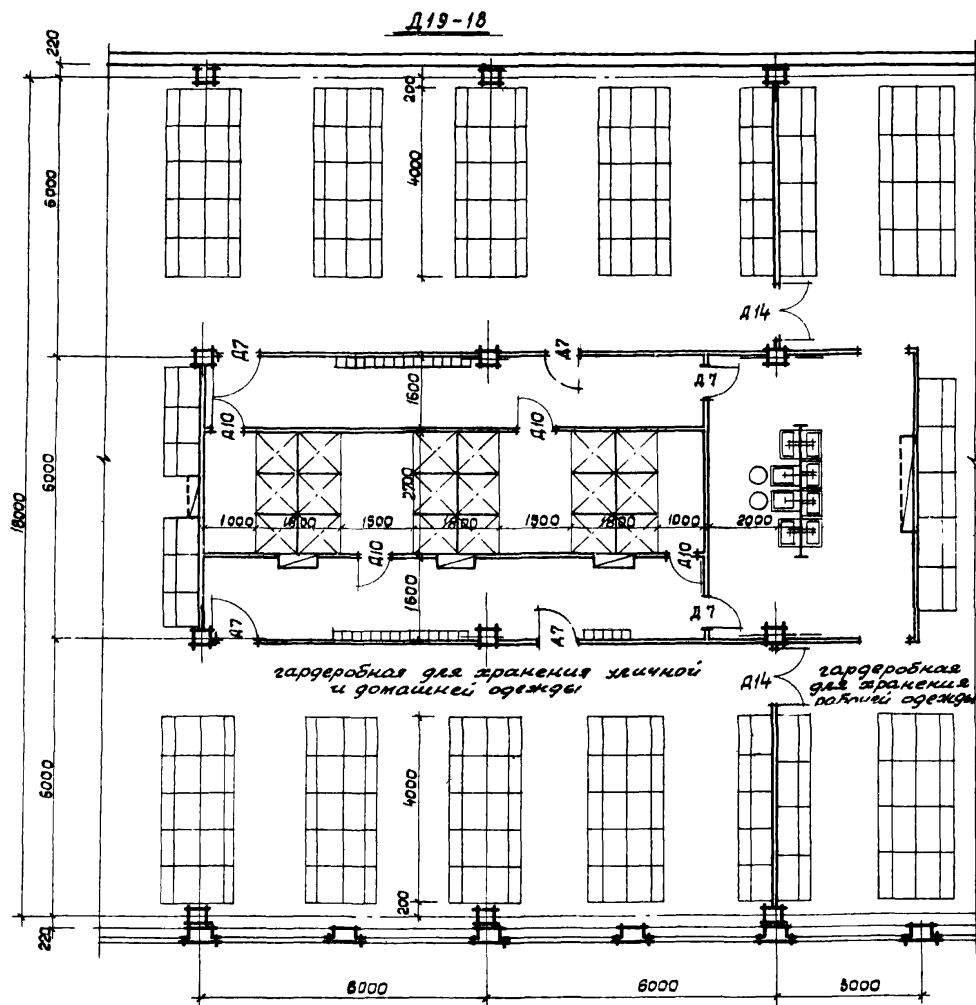 Д19-18
220
200
6000
4000
Д14
Д7
Д7
Д7
1600
Д10
Д10
18000
6000
2700
1000 1800 1500 1800 1500 1800 1000 2000
Д10
Д10
1600
Д7
Д7
Д7
гардеробная для хранения уличной
и домашней одежды
Д14
гардеробная
для хранения
рабочей одежды
6000
4000
200
220
6000
6000
3000